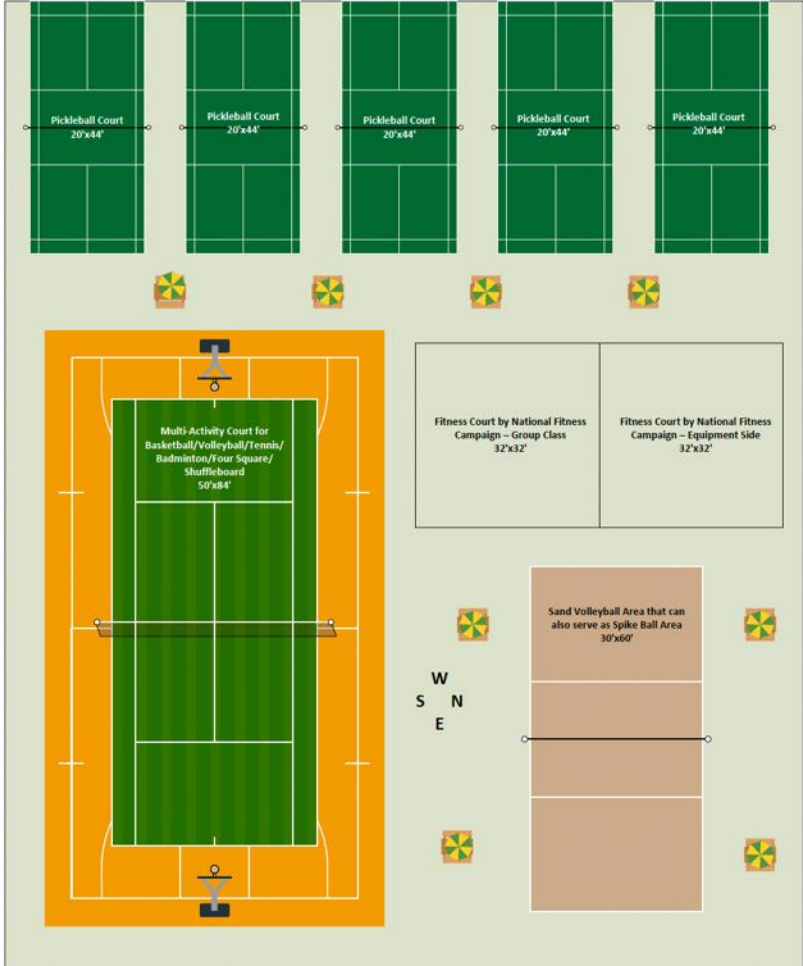 Pickleball Court
20'x44'
Pickleball Court
20'x44'
Pickleball Court
20'x44'
Pickleball Court
20'x44'
Pickleball Court
20'x44'
Multi-Activity Court for
Basketball/Volleyball/Tennis/
Badminton/Four Square/
Shuffleboard
50'x84'
Fitness Court by National Fitness
Campaign – Group Class
32'x32'
Fitness Court by National Fitness
Campaign – Equipment Side
32'x32'
Sand Volleyball Area that can
also serve as Spike Ball Area
30'x60'
W
S N
E